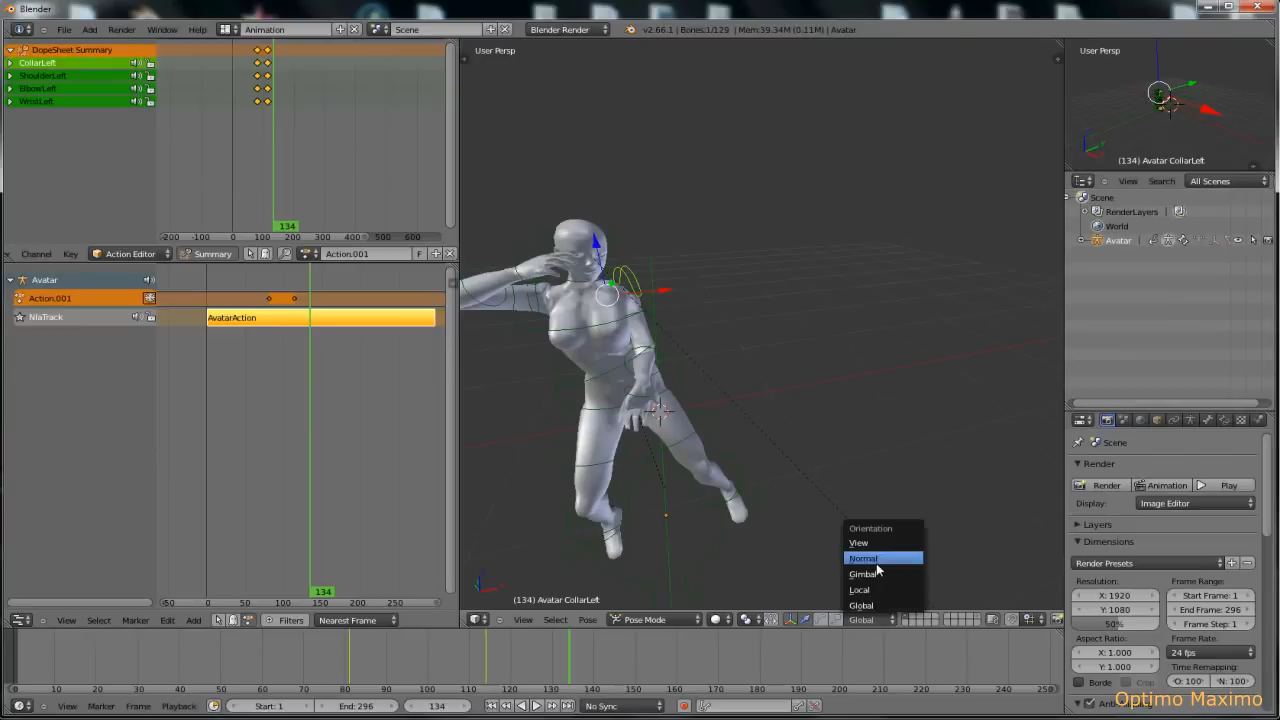 Blender
File Add Render Window Help Animation Scene Blender Render v2.66.1 | Bones:1/129 | Mem:39.34M (0.11M) | Avatar
DopeSheet Summary
CollarLeft
ShoulderLeft
ElbowLeft
WristLeft
134
-200 -100 0 100 200 300 400 500 600
Channel Key Action Editor Summary Action.001 F
Avatar
Action.001
NlaTrack AvatarAction
134
-50 0 50 100 150 200 250 300
View Select Marker Edit Add Filters Nearest Frame
User Persp
(134) Avatar CollarLeft
Orientation
View
Normal
Gimbal
Local
Global
View Select Pose Pose Mode Global
User Persp
(134) Avatar CollarLeft
View Search All Scenes
Scene
RenderLayers
World
Avatar
Scene
Render
Render Animation Play
Display: Image Editor
Layers
Dimensions
Render Presets
Resolution: Frame Range:
X: 1920 Start Frame: 1
Y: 1080 End Frame: 296
50% Frame Step: 1
Aspect Ratio: Frame Rate:
X: 1.000 24 fps
Y: 1.000 Time Remapping:
Borde Crop O: 100 N: 100
0 10 20 30 40 50 60 70 80 90 100 110 120 130 140 150 160 170 180 190 200 210 220 230 240 250
View Marker Frame Playback Start: 1 End: 296 134 No Sync
Optimo Maximo